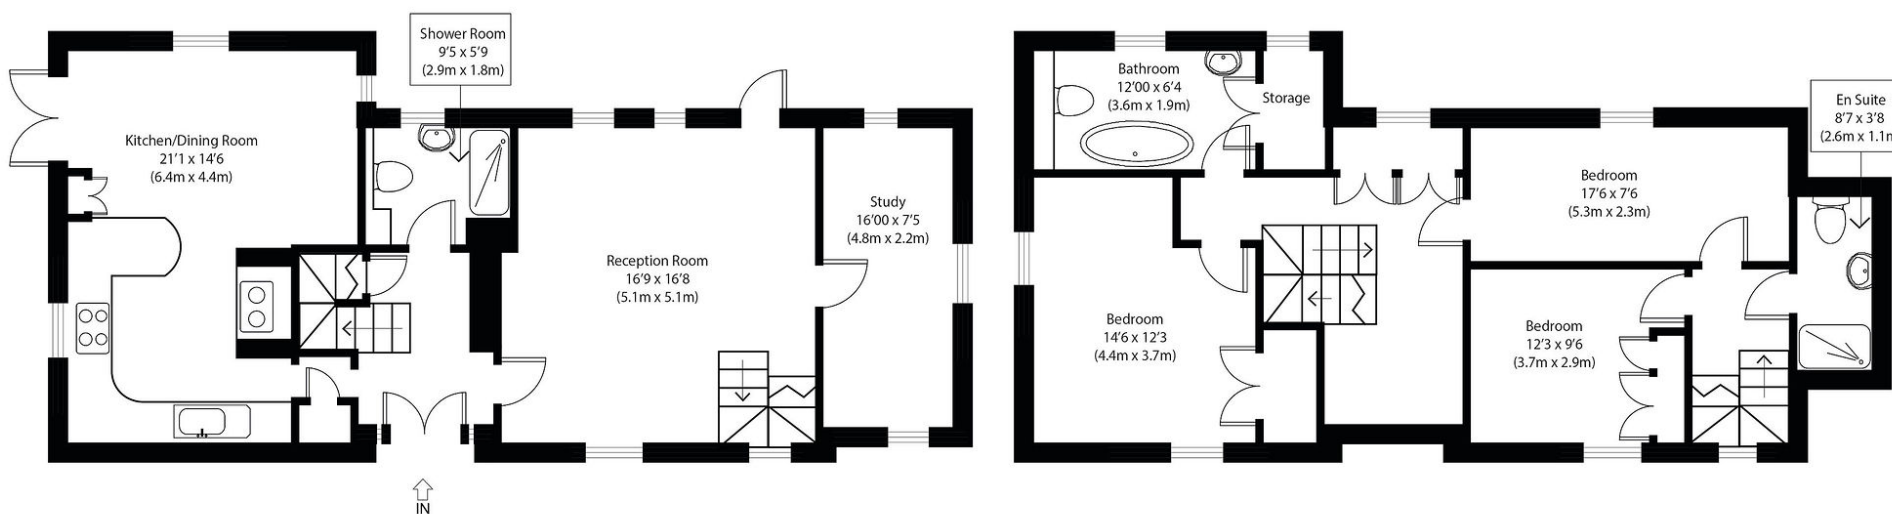 Shower Room
9'5 x 5'9
(2.9m x 1.8m)
Kitchen/Dining Room
21'1 x 14'6
(6.4m x 4.4m)
Reception Room
16'9 x 16'8
(5.1m x 5.1m)
Study
16'00 x 7'5
(4.8m x 2.2m)
IN
Bathroom
12'00 x 6'4
(3.6m x 1.9m)
Storage
En Suite
8'7 x 3'8
(2.6m x 1.1m
Bedroom
17'6 x 7'6
(5.3m x 2.3m)
Bedroom
14'6 x 12'3
(4.4m x 3.7m)
Bedroom
12'3 x 9'6
(3.7m x 2.9m)